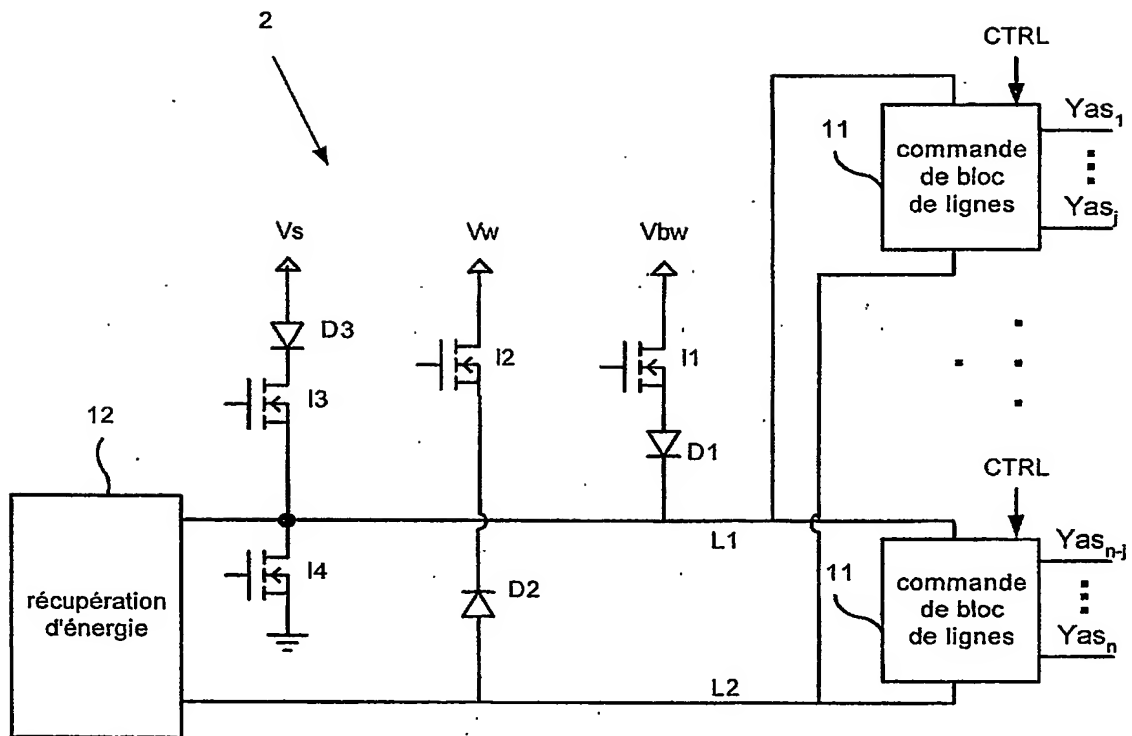 2
CTRL
11
commande
de bloc
de lignes
Yas1
Yasj
Vs
Vw
Vbw
D3
I3
I2
I1
D1
12
CTRL
L1
I4
D2
récupération
d'énergie
11
commande
de bloc
de lignes
Yasn-j
Yasn
L2